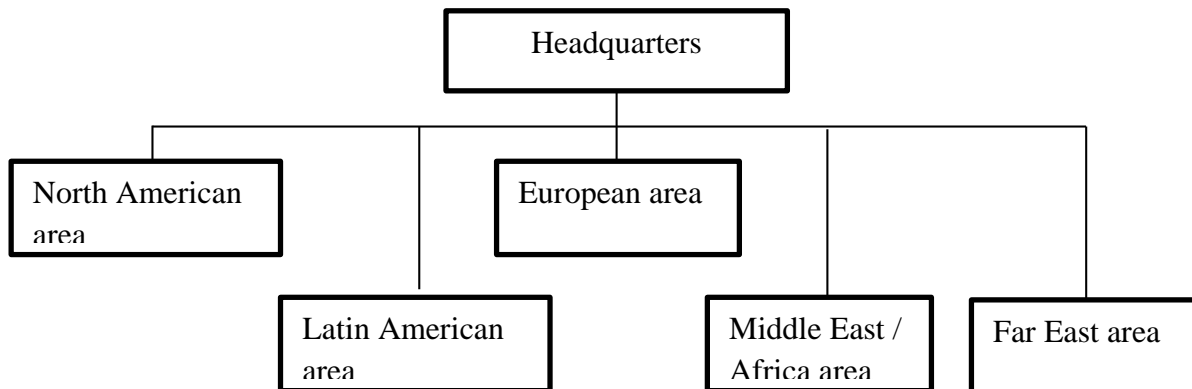 Headquarters
North American
area
European area
Latin American
area
Middle East /
Africa area
Far East area